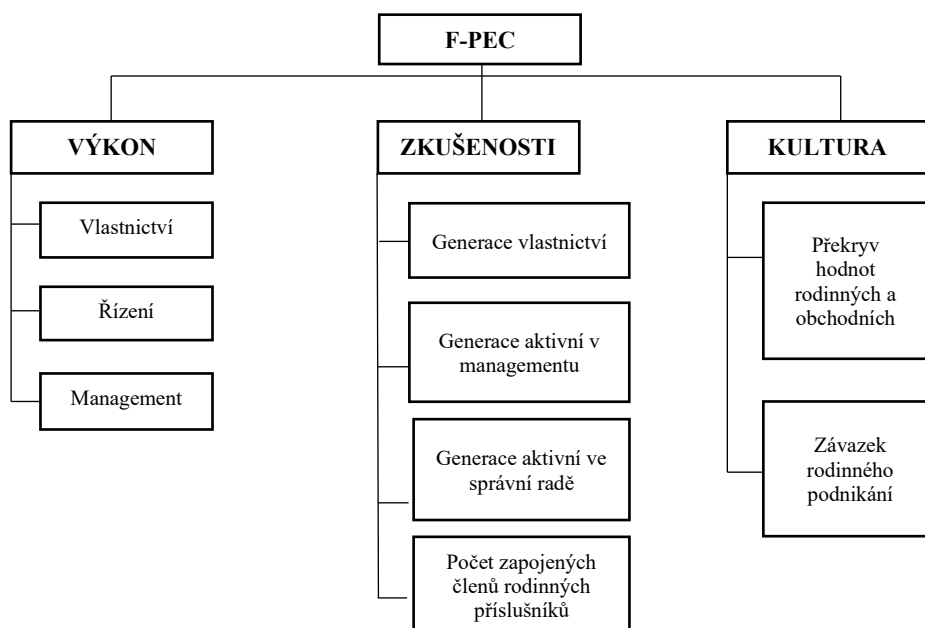 F-PEC
VÝKON
Vlastnictví
Řízení
Management
ZKUŠENOSTI
Generace vlastnictví
Generace aktivní v
managementu
Generace aktivní ve
správní radě
Počet zapojených
členů rodinných
příslušníků
KULTURA
Překryv
hodnot
rodinných a
obchodních
Závazek
rodinného
podnikání